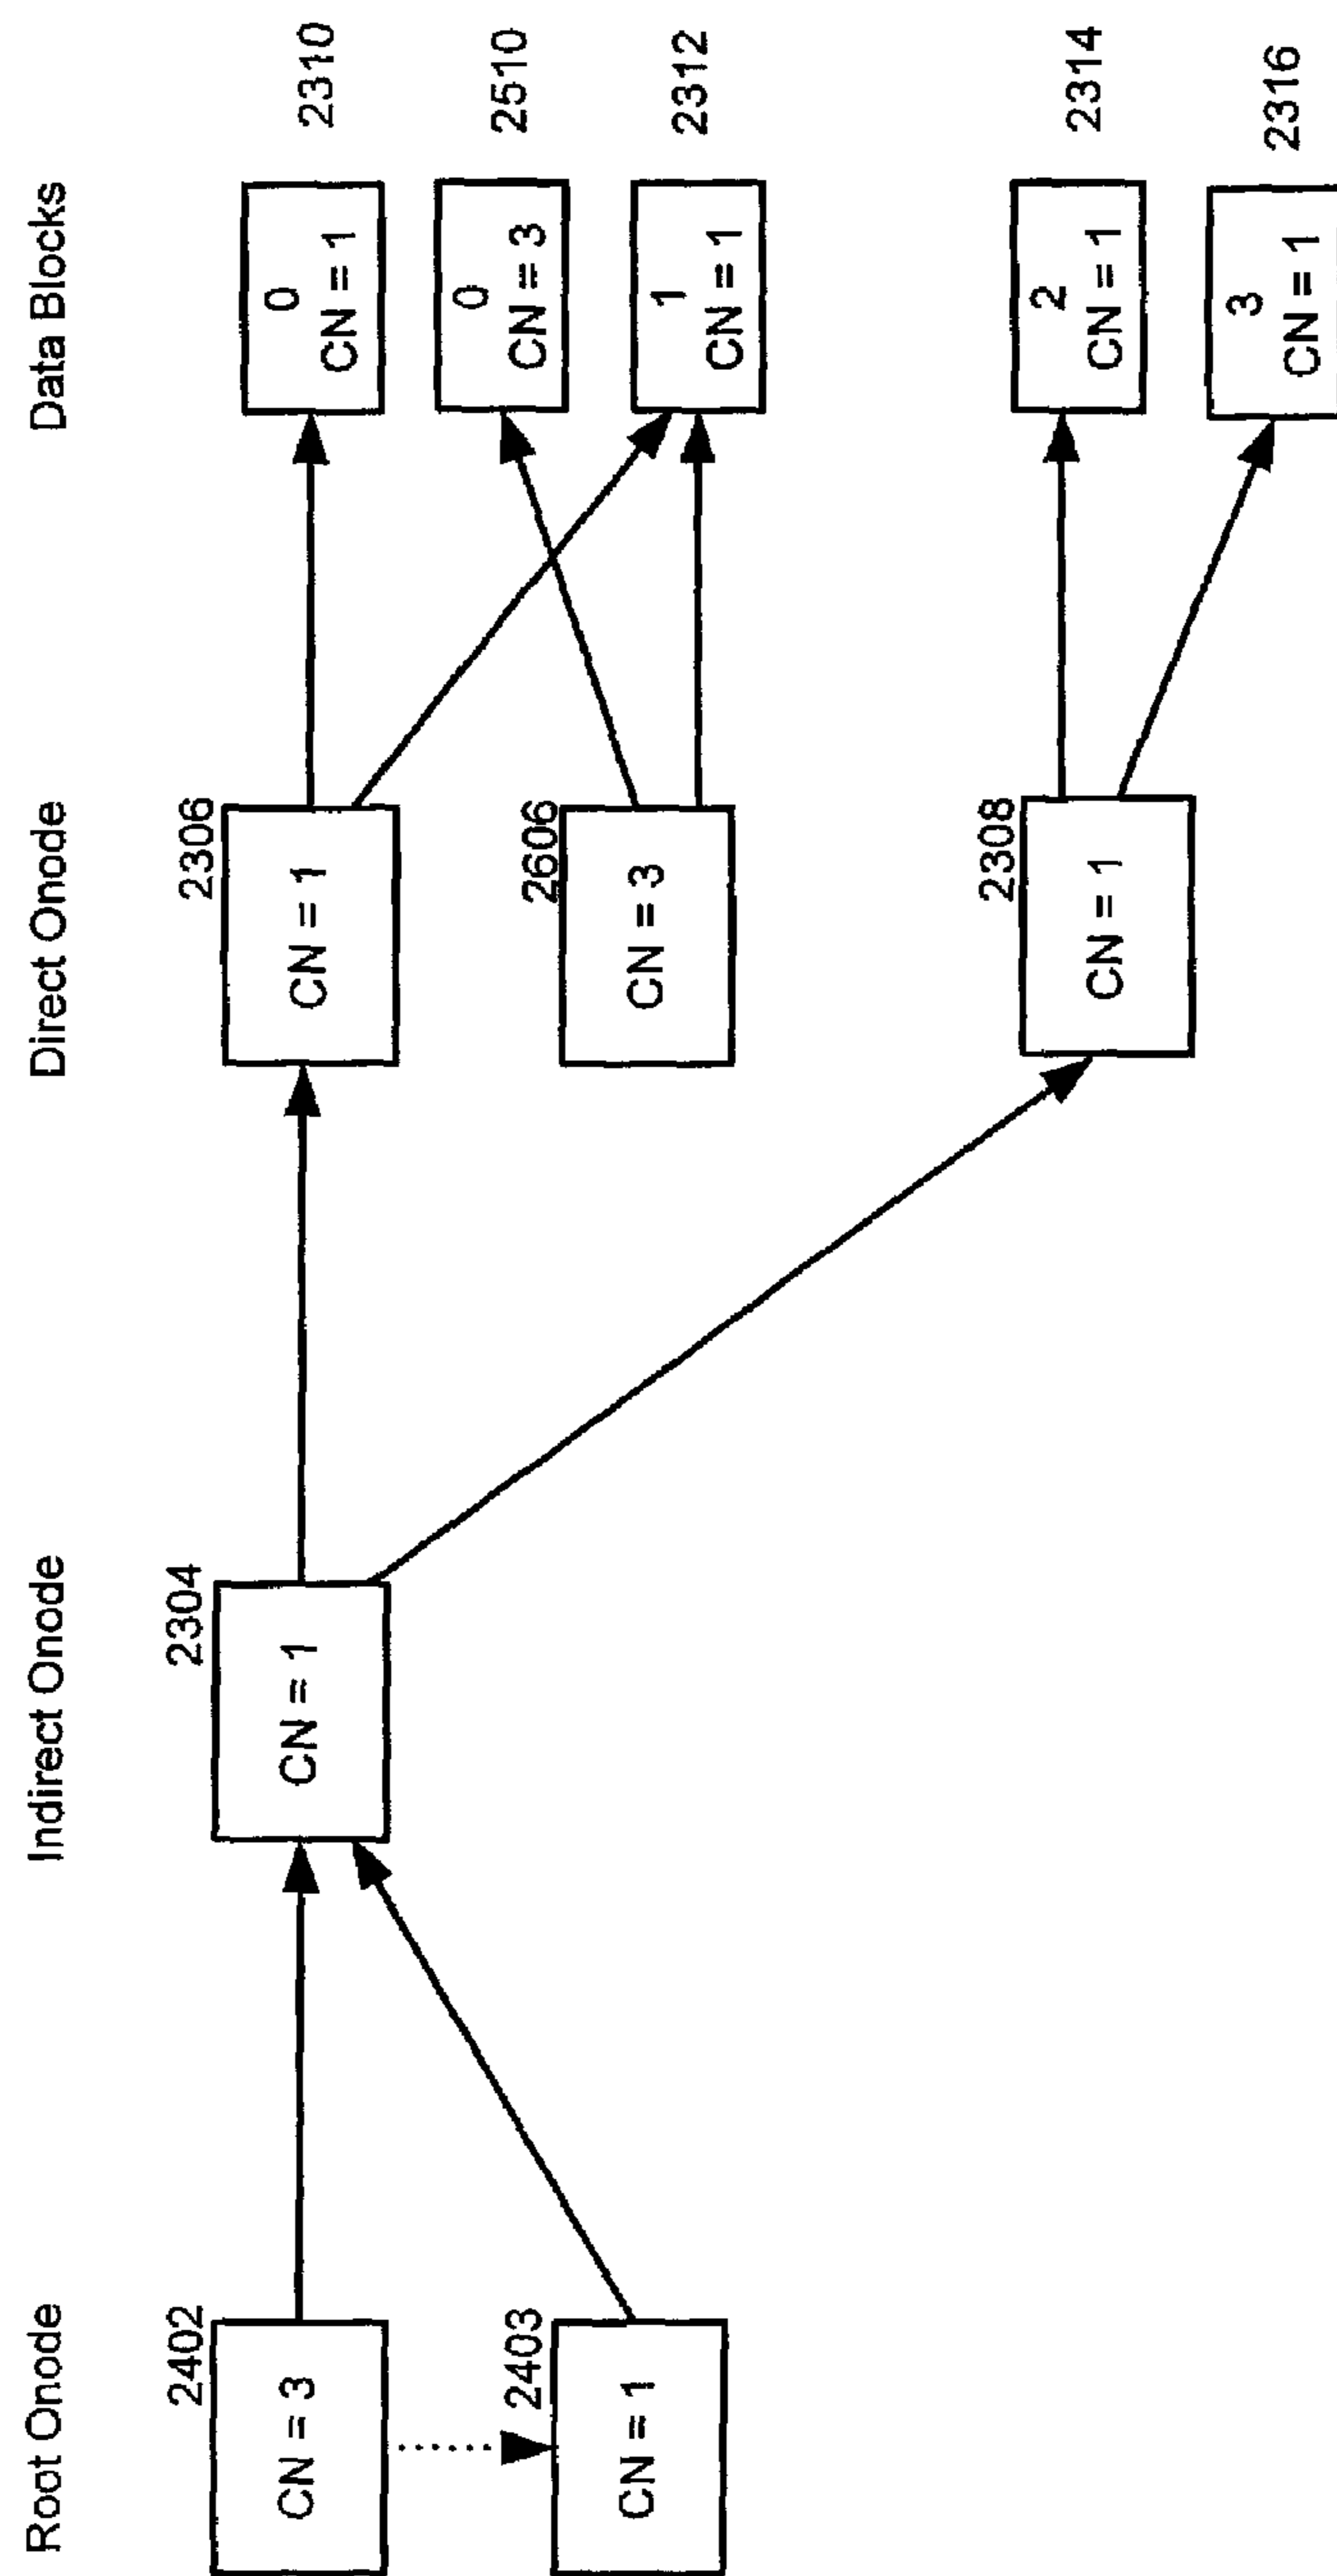 Root Onode
Indirect Onode
Direct Onode
Data Blocks
2402
CN = 3
2403
CN = 1
2304
CN = 1
2306
CN = 1
2606
CN = 3
2308
CN = 1
0
CN = 1
2310
0
CN = 3
2510
1
CN = 1
2312
2
CN = 1
2314
3
CN = 1
2316